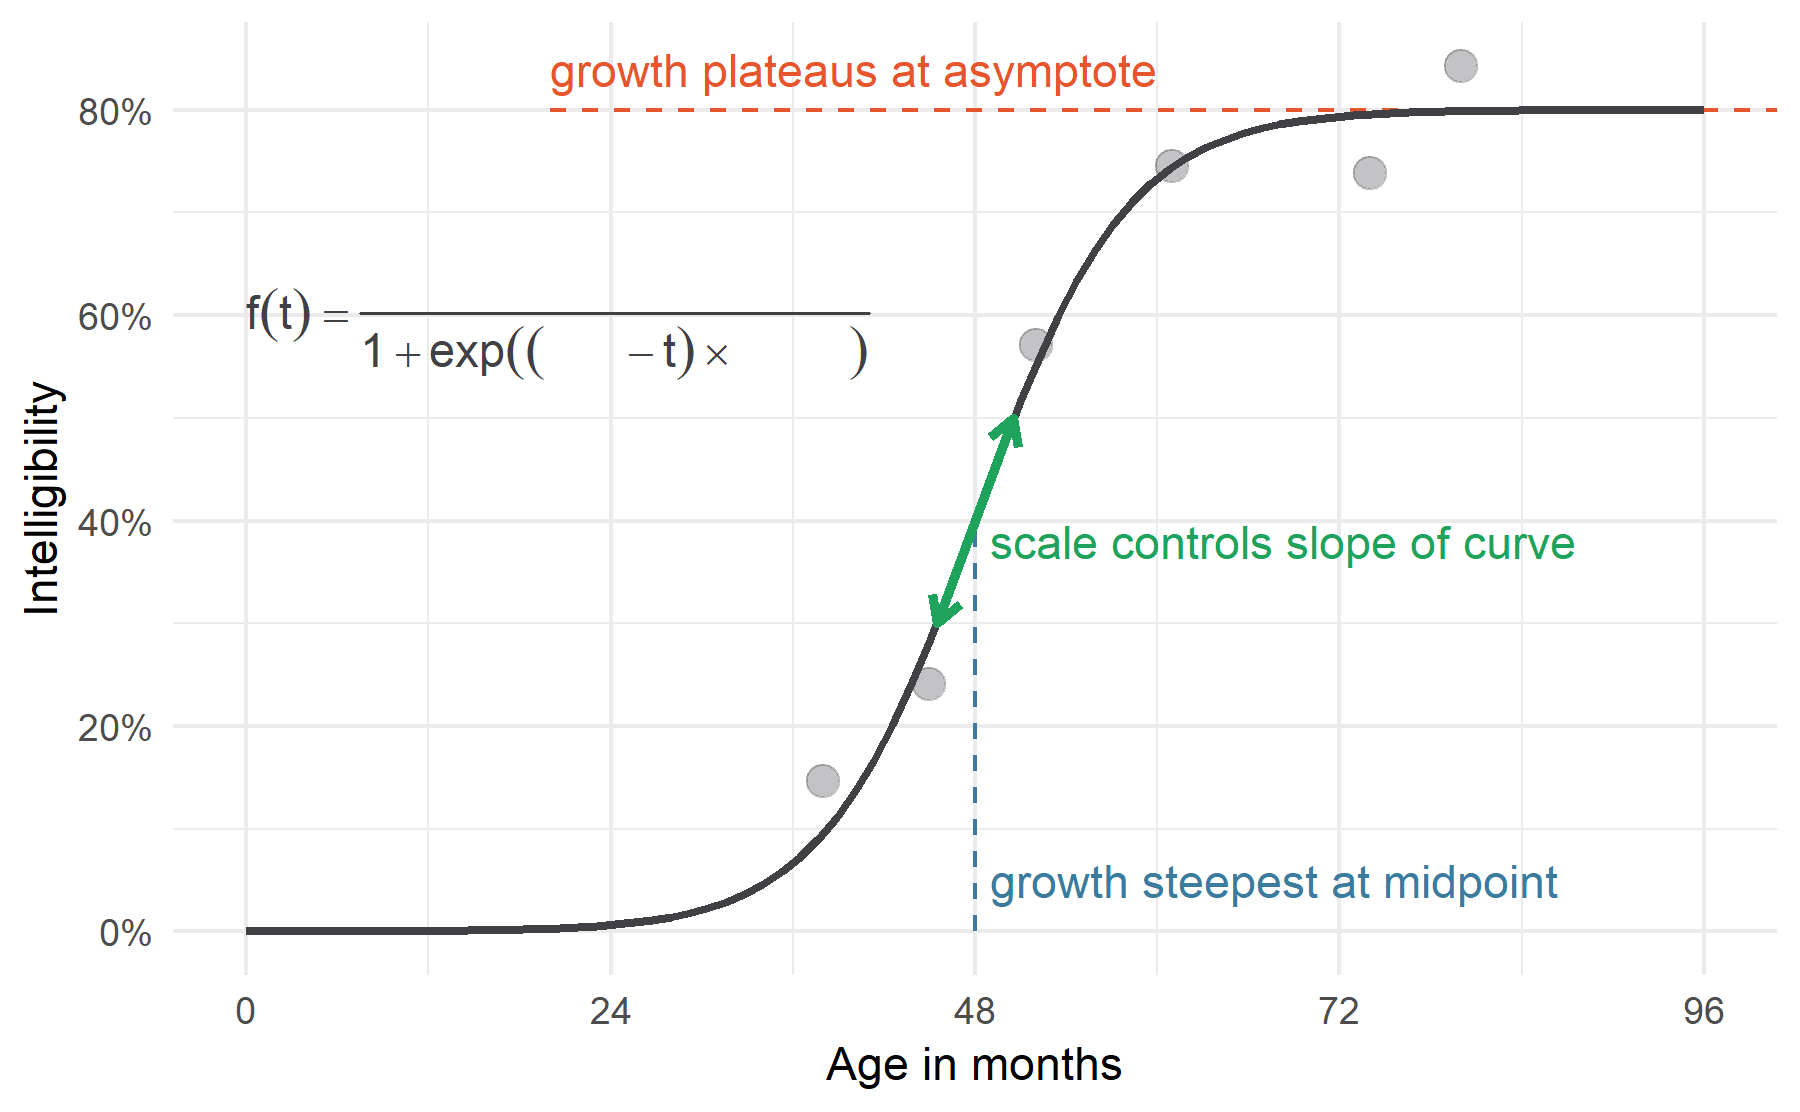 growth plateaus at asymptote
80%
f(t) = 
1 + exp(( − t) × )
60%
40%
scale controls slope of curve
20%
growth steepest at midpoint
0%
Intelligibility
0 24 48 72 96
Age in months